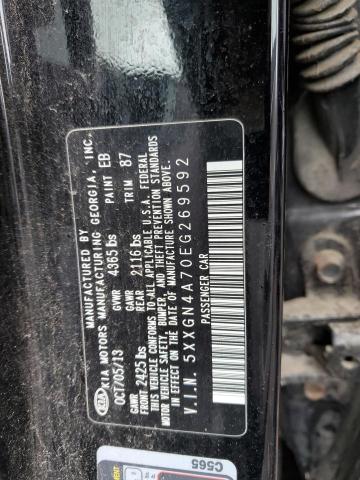 MANUFACTURED BY
KIA MOTORS MANUFACTURING GEORGIA, INC.
KIA
OCT/05/13
GVWR 4365 lbs
PAINT EB
GAWR FRONT 2425 lbs
GAWR REAR 2116 lbs
TRIM 87
THIS VEHICLE CONFORMS TO ALL APPLICABLE U.S.A. FEDERAL
MOTOR VEHICLE SAFETY, BUMPER, AND THEFT PREVENTION STANDARDS
IN EFFECT ON THE DATE OF MANUFACTURE SHOWN ABOVE.
V.I.N. 5XXGN4A70EG269592
PASSENGER CAR
C565